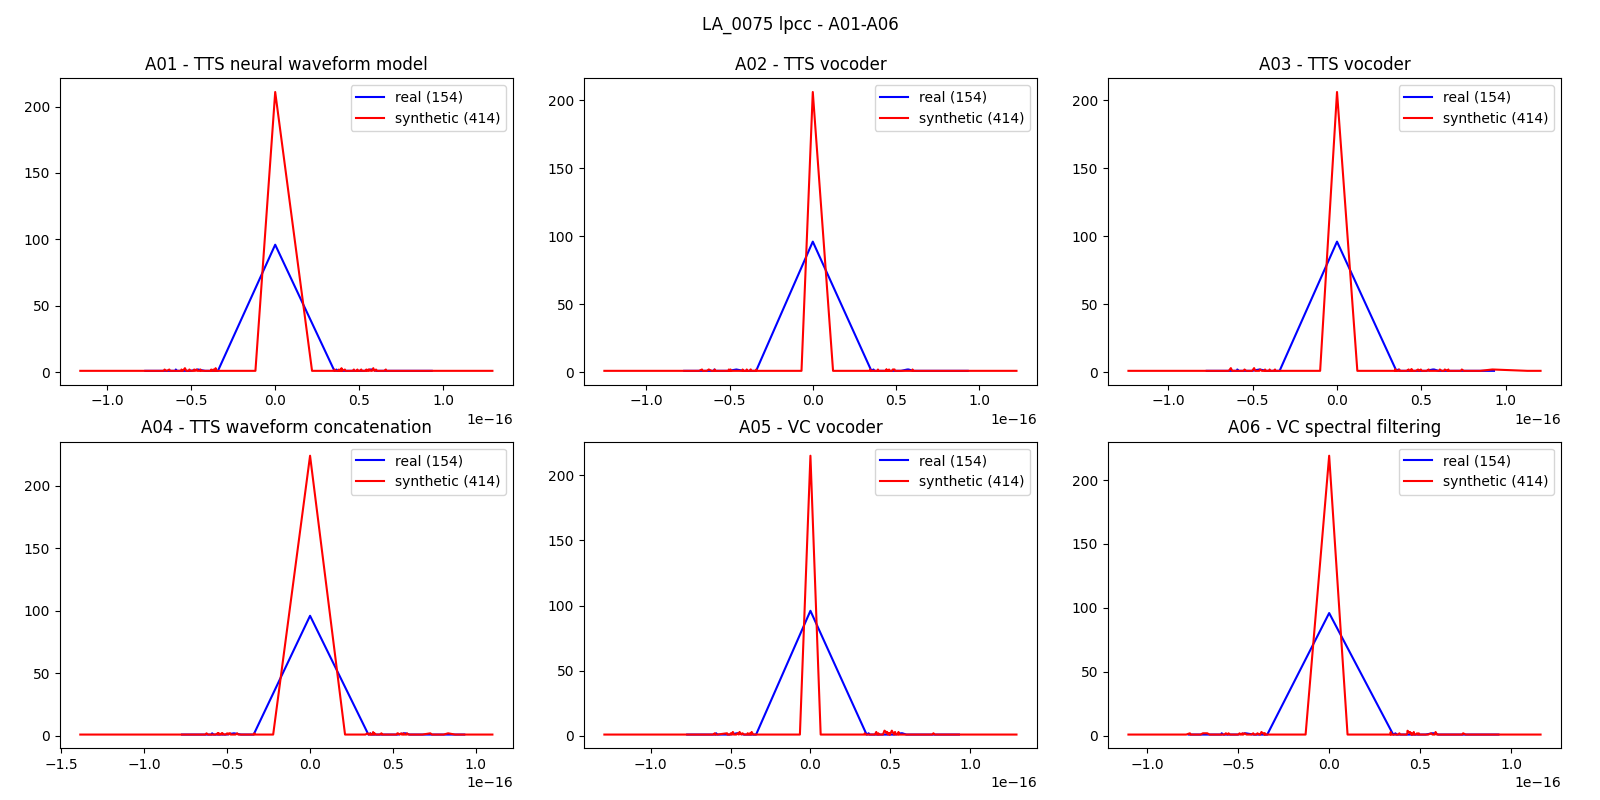 LA_0075 lpcc - A01-A06
A01 - TTS neural waveform model
real (154)
synthetic (414)
200
150
100
50
0
−1.0 −0.5 0.0 0.5 1.0
1e−16
A02 - TTS vocoder
real (154)
synthetic (414)
200
150
100
50
0
−1.0 −0.5 0.0 0.5 1.0
1e−16
A03 - TTS vocoder
real (154)
synthetic (414)
200
150
100
50
0
−1.0 −0.5 0.0 0.5 1.0
1e−16
A04 - TTS waveform concatenation
real (154)
synthetic (414)
200
150
100
50
0
−1.5 −1.0 −0.5 0.0 0.5 1.0
1e−16
A05 - VC vocoder
real (154)
synthetic (414)
200
150
100
50
0
−1.0 −0.5 0.0 0.5 1.0
1e−16
A06 - VC spectral filtering
real (154)
synthetic (414)
200
150
100
50
0
−1.0 −0.5 0.0 0.5 1.0
1e−16